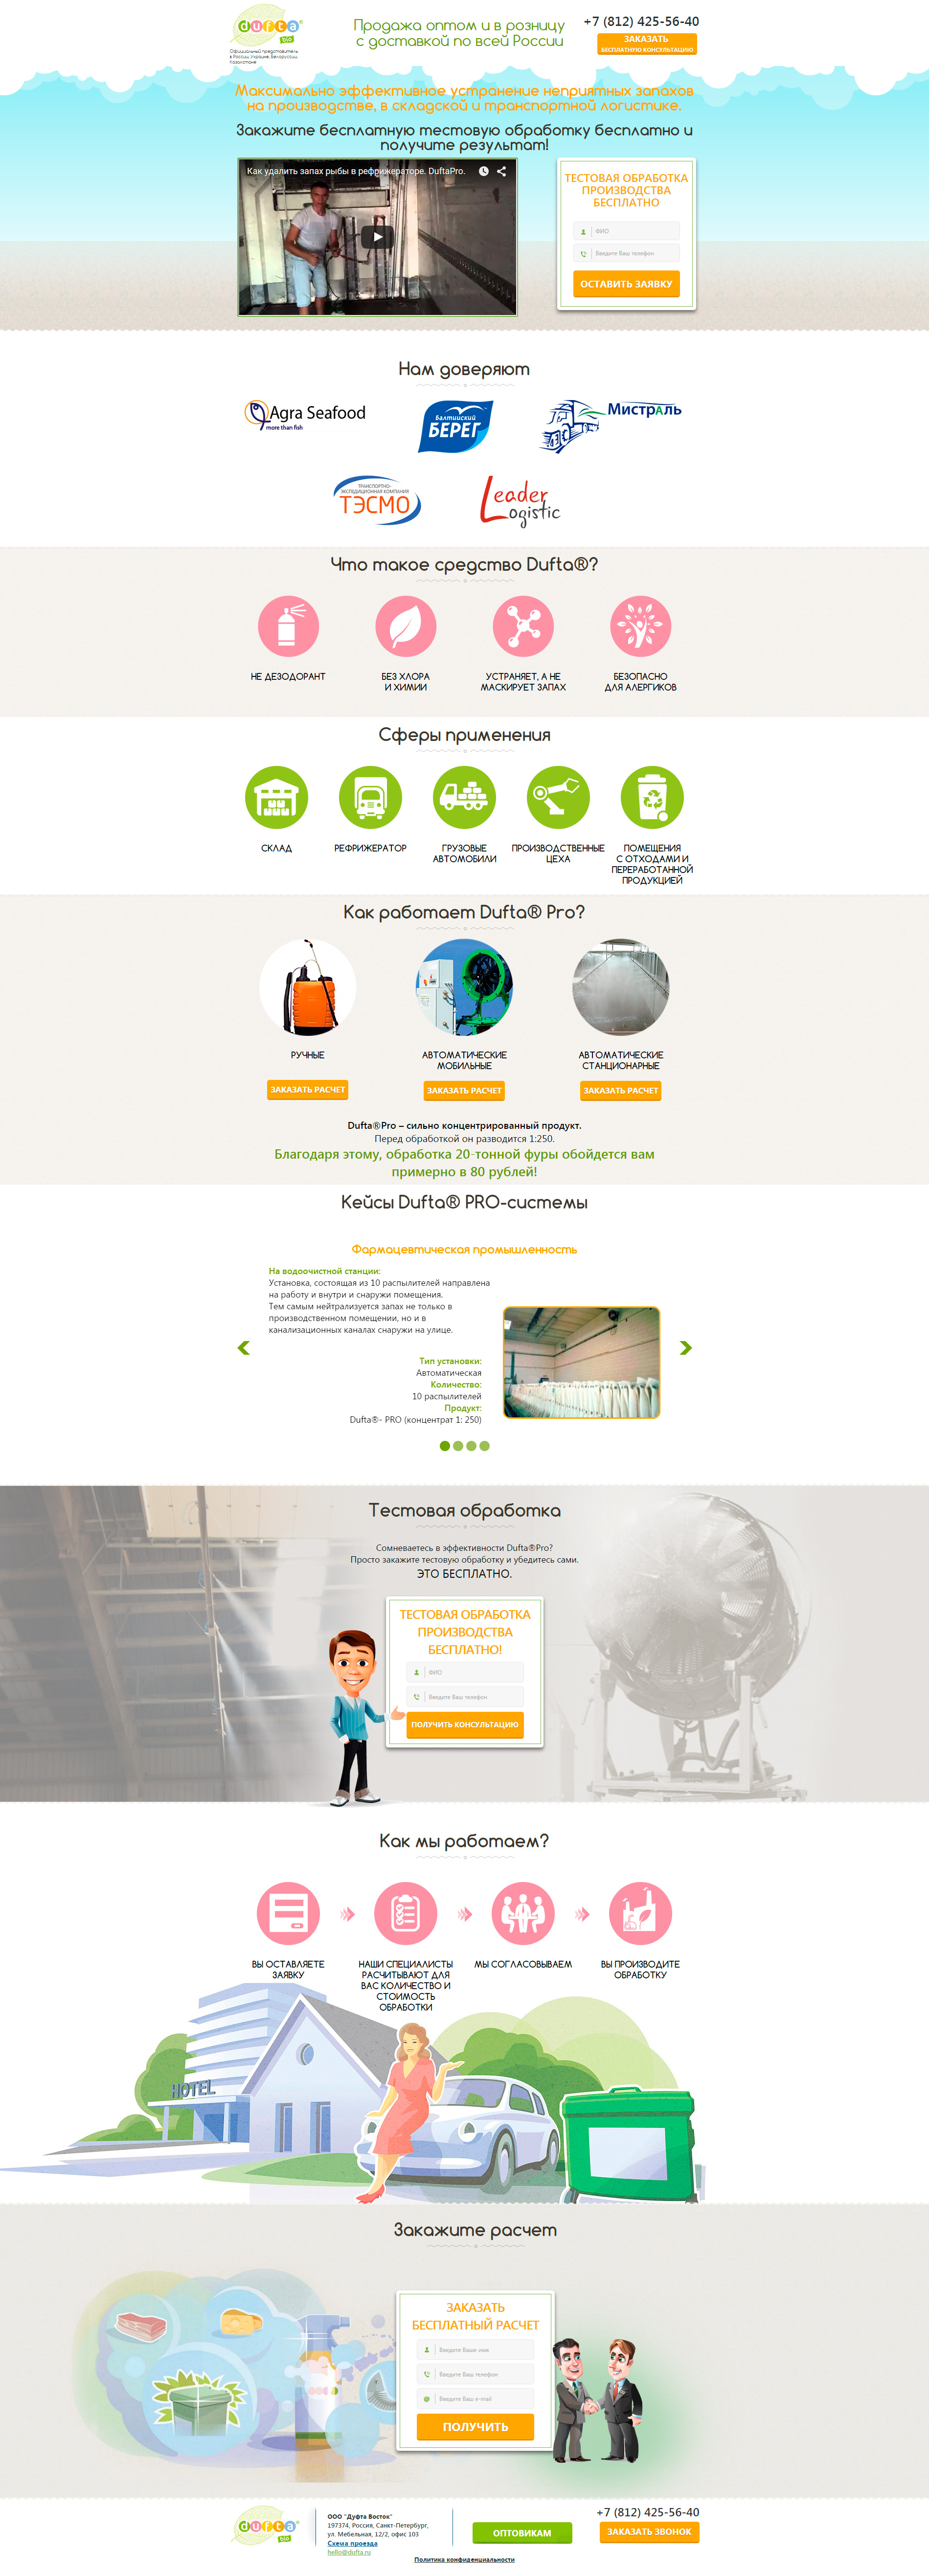 dufta®
bio
Официальный представитель
в России, Украине, Белоруссии,
Казахстане
Продажа оптом и в розницу
с доставкой по всей России
+7 (812) 425-56-40
ЗАКАЗАТЬ
БЕСПЛАТНУЮ КОНСУЛЬТАЦИЮ
Максимально эффективное устранение неприятных запахов
на производстве, в складской и транспортной логистике.
Закажите бесплатную тестовую обработку бесплатно и
получите результат!
Как удалить запах рыбы в рефрижераторе. DuftaPro.
ТЕСТОВАЯ ОБРАБОТКА
ПРОИЗВОДСТВА
БЕСПЛАТНО
ФИО
Введите Ваш телефон
ОСТАВИТЬ ЗАЯВКУ
Нам доверяют
Agra Seafood
more than fish
Балтийский
БЕРЕГ
Мистраль
ТРАНСПОРТНО-
ЭКСПЕДИЦИОННАЯ КОМПАНИЯ
ТЭСМО
Leader
Logistic
Что такое средство Dufta®?
НЕ ДЕЗОДОРАНТ
БЕЗ ХЛОРА
И ХИМИИ
УСТРАНЯЕТ, А НЕ
МАСКИРУЕТ ЗАПАХ
БЕЗОПАСНО
ДЛЯ АЛЕРГИКОВ
Сферы применения
СКЛАД
РЕФРИЖЕРАТОР
ГРУЗОВЫЕ
АВТОМОБИЛИ
ПРОИЗВОДСТВЕННЫЕ
ЦЕХА
ПОМЕЩЕНИЯ
С ОТХОДАМИ И
ПЕРЕРАБОТАННОЙ
ПРОДУКЦИЕЙ
Как работает Dufta® Pro?
РУЧНЫЕ
ЗАКАЗАТЬ РАСЧЕТ
АВТОМАТИЧЕСКИЕ
МОБИЛЬНЫЕ
ЗАКАЗАТЬ РАСЧЕТ
АВТОМАТИЧЕСКИЕ
СТАНЦИОНАРНЫЕ
ЗАКАЗАТЬ РАСЧЕТ
Dufta®Pro – сильно концентрированный продукт.
Перед обработкой он разводится 1:250.
Благодаря этому, обработка 20-тонной фуры обойдется вам
примерно в 80 рублей!
Кейсы Dufta® PRO-системы
Фармацевтическая промышленность
На водоочистной станции:
Установка, состоящая из 10 распылителей направлена
на работу и внутри и снаружи помещения.
Тем самым нейтрализуется запах не только в
производственном помещении, но и в
канализационных каналах снаружи на улице.
Тип установки:
Автоматическая
Количество:
10 распылителей
Продукт:
Dufta®- PRO (концентрат 1: 250)
Тестовая обработка
Сомневаетесь в эффективности Dufta®Pro?
Просто закажите тестовую обработку и убедитесь сами.
ЭТО БЕСПЛАТНО.
ТЕСТОВАЯ ОБРАБОТКА
ПРОИЗВОДСТВА
БЕСПЛАТНО!
ФИО
Введите Ваш телефон
ПОЛУЧИТЬ КОНСУЛЬТАЦИЮ
Как мы работаем?
ВЫ ОСТАВЛЯЕТЕ
ЗАЯВКУ
НАШИ СПЕЦИАЛИСТЫ
РАСЧИТЫВАЮТ ДЛЯ
ВАС КОЛИЧЕСТВО И
СТОИМОСТЬ
ОБРАБОТКИ
МЫ СОГЛАСОВЫВАЕМ
ВЫ ПРОИЗВОДИТЕ
ОБРАБОТКУ
HOTEL
Закажите расчет
ЗАКАЗАТЬ
БЕСПЛАТНЫЙ РАСЧЕТ
Введите Ваше имя
Введите Ваш телефон
Введите Ваш e-mail
ПОЛУЧИТЬ
dufta®
bio
ООО "Дуфта Восток"
197374, Россия, Санкт-Петербург,
ул. Мебельная, 12/2, офис 103
Схема проезда
hello@dufta.ru
ОПТОВИКАМ
+7 (812) 425-56-40
ЗАКАЗАТЬ ЗВОНОК
Политика конфиденциальности